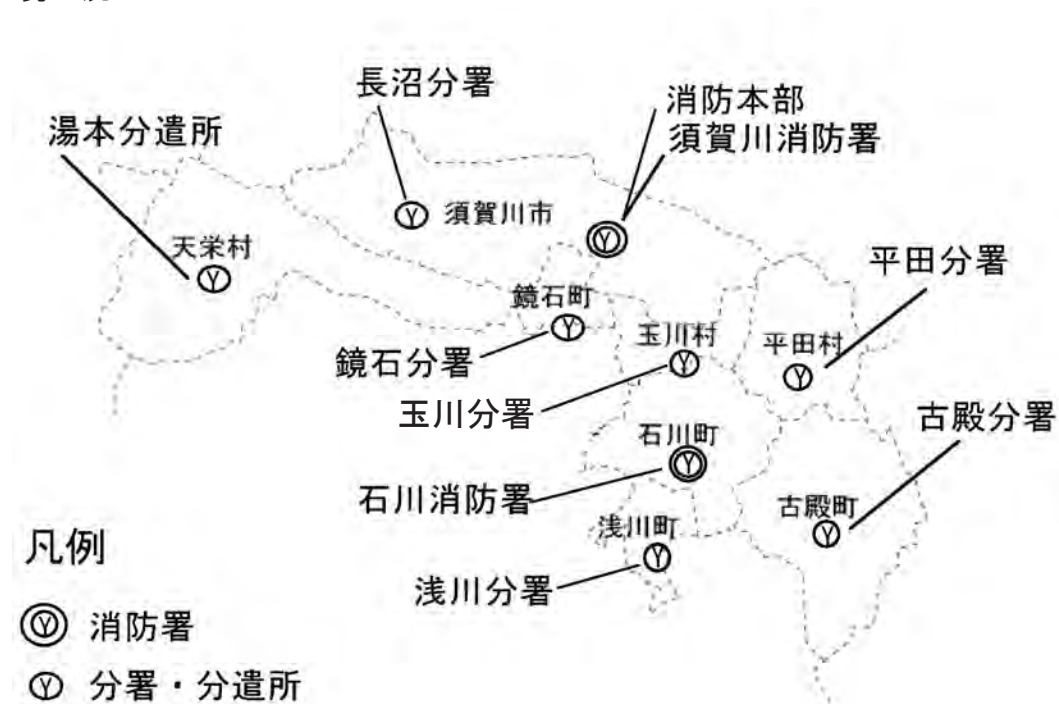 長沼分署
消防本部
須賀川消防署
湯本分遣所
須賀川市
天栄村
平田分署
鏡石町
玉川村
平田村
鏡石分署
玉川分署
古殿分署
石川町
石川消防署
古殿町
浅川町
浅川分署
凡例
消防署
分署・分遣所